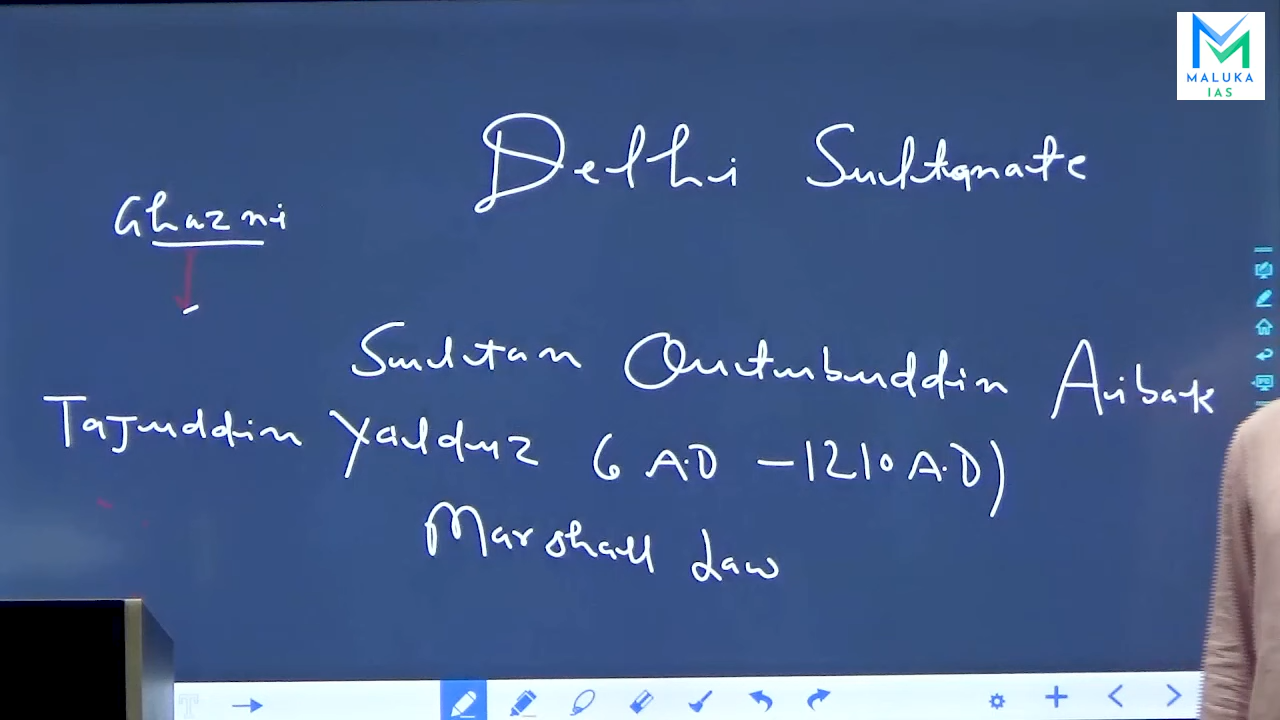 MALUKA
IAS
Delhi Sultanate
Ghazni
Sultan Qutubuddin Aibak
Tajuddin Yalduz 6 A.D - 1210 A.D)
Marshall Law